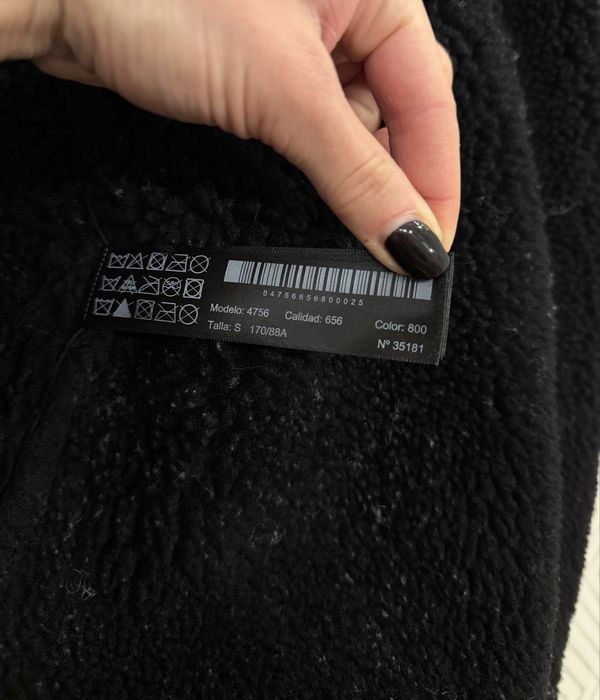 04756656800025
Modelo: 4756 Calidad: 656 Color: 800
Talla: S 170/88A Nº 35181